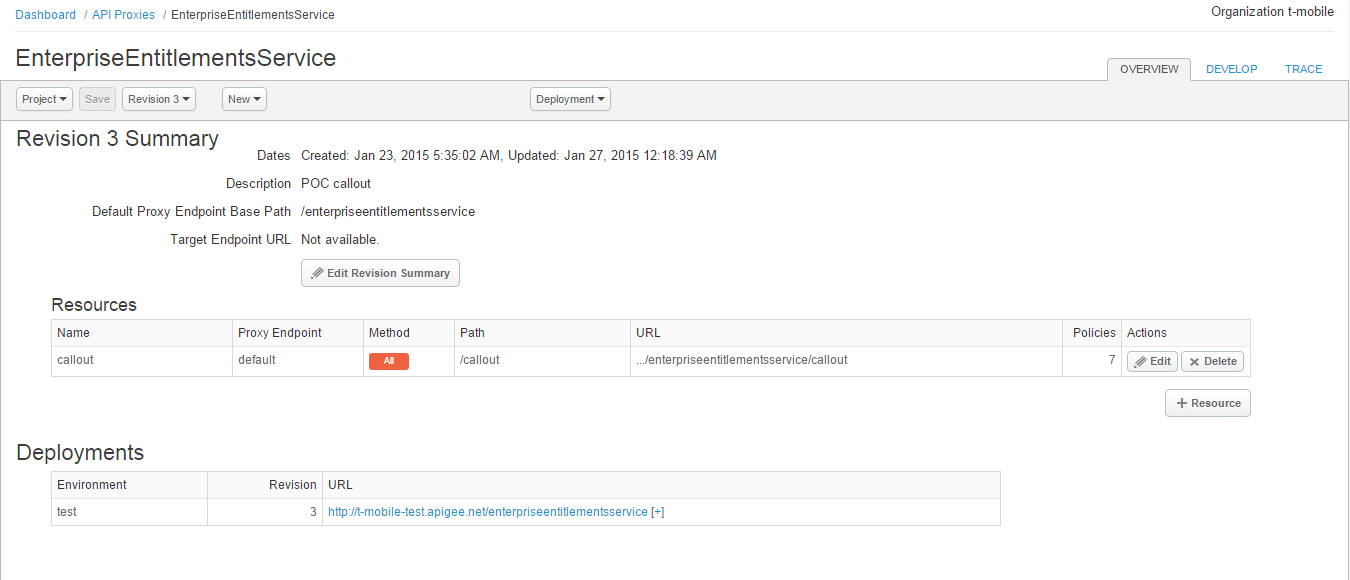 Dashboard / API Proxies / EnterpriseEntitlementsService
Organization t-mobile
EnterpriseEntitlementsService
OVERVIEW DEVELOP TRACE
Project Save Revision 3 New Deployment
Revision 3 Summary
Dates Created: Jan 23, 2015 5:35:02 AM, Updated: Jan 27, 2015 12:18:39 AM
Description POC callout
Default Proxy Endpoint Base Path /enterpriseentitlementsservice
Target Endpoint URL Not available.
Edit Revision Summary
Resources
Name Proxy Endpoint Method Path URL Policies Actions
callout default All /callout .../enterpriseentitlementsservice/callout 7 Edit Delete
+ Resource
Deployments
Environment Revision URL
test 3 http://t-mobile-test.apigee.net/enterpriseentitlementsservice [+]